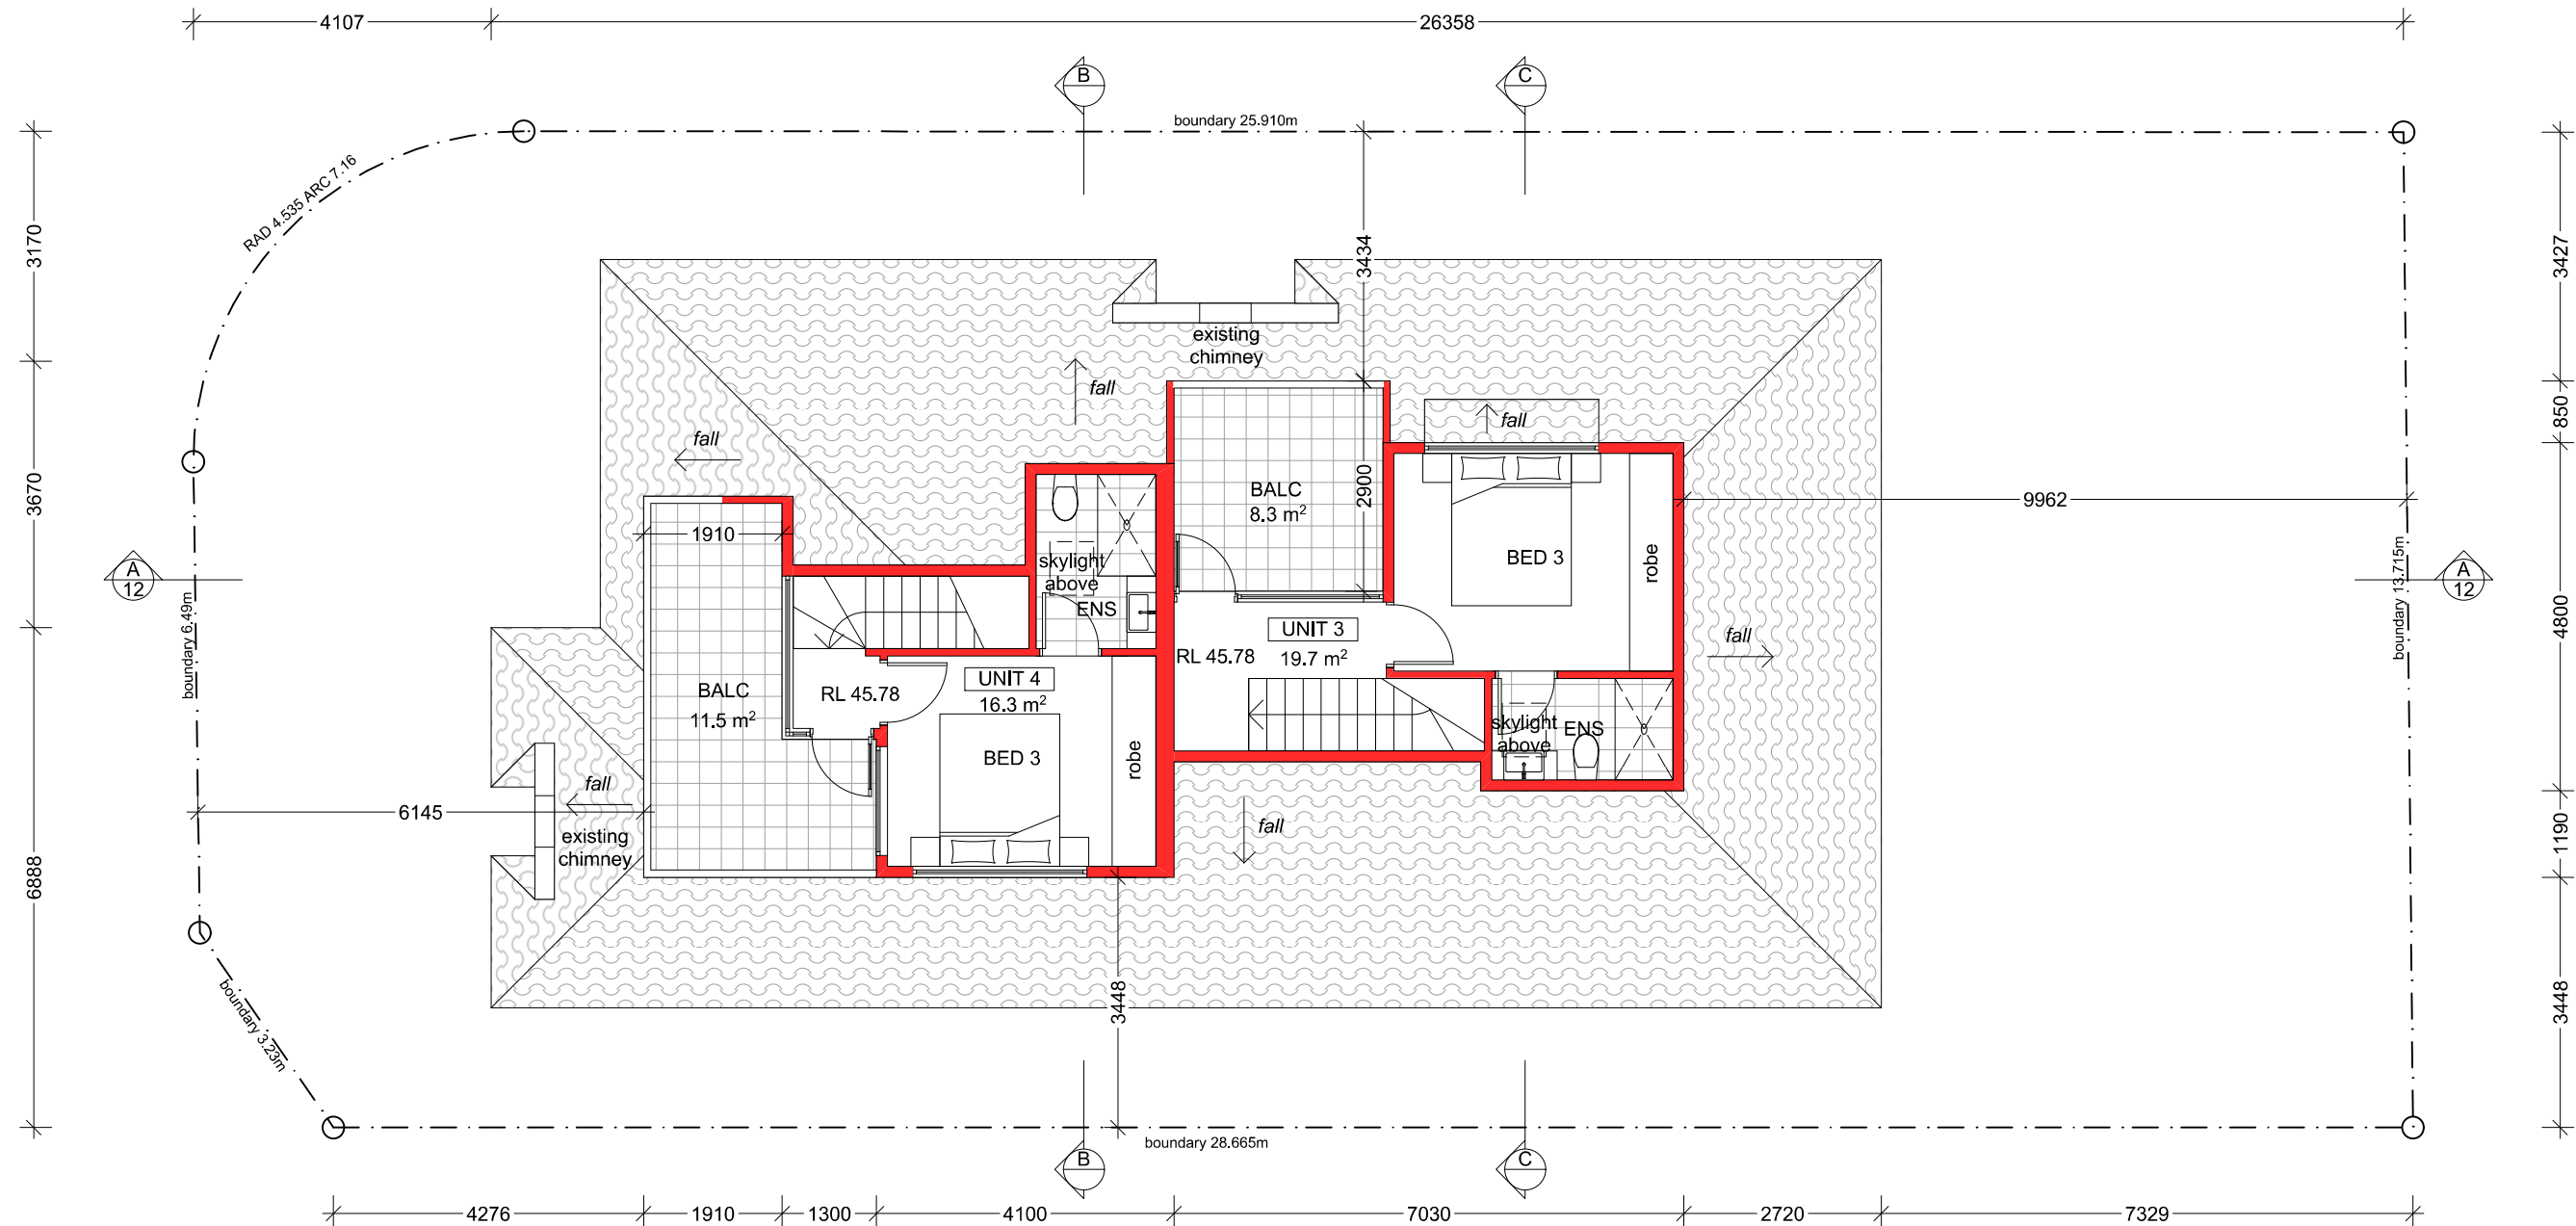 4107
26358
B
C
boundary 25.910m
RAD 4.535 ARC 7.16
3170
3434
3427
existing
chimney
fall
fall
fall
850
3670
BALC
8.3 m²
2900
9962
1910
BED 3
robe
skylight
above
ENS
A
12
A
12
boundary 6.49m
boundary 13.715m
4800
UNIT 3
19.7 m²
RL 45.78
fall
UNIT 4
16.3 m²
RL 45.78
BALC
11.5 m²
skylight
above
ENS
BED 3
robe
fall
6145
existing
chimney
fall
1190
6888
3448
3448
boundary 3.23m
boundary 28.665m
B
C
4276
1910
1300
4100
7030
2720
7329